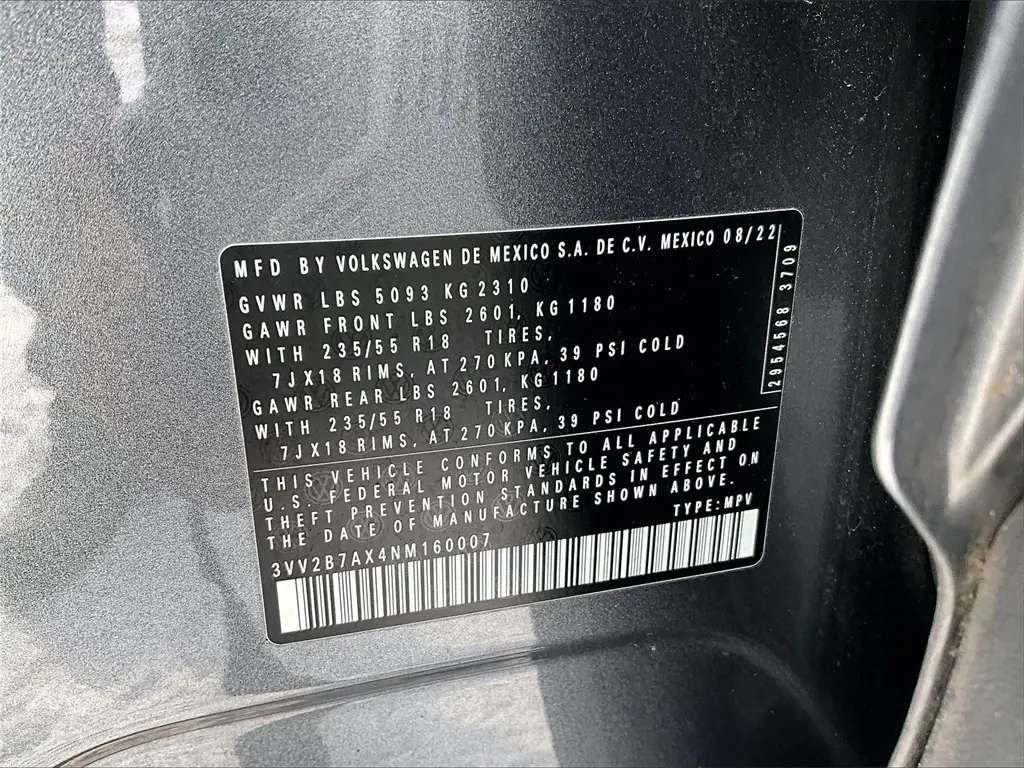 MFD BY VOLKSWAGEN DE MEXICO S.A. DE C.V. MEXICO 08/22
GVWR LBS 5093 KG 2310
GAWR FRONT LBS 2601, KG 1180
WITH 235/55 R18 TIRES,
7JX18 RIMS, AT 270 KPA, 39 PSI COLD
GAWR REAR LBS 2601, KG 1180
WITH 235/55 R18 TIRES,
7JX18 RIMS, AT 270 KPA, 39 PSI COLD
2954568 3709
THIS VEHICLE CONFORMS TO ALL APPLICABLE
U.S. FEDERAL MOTOR VEHICLE SAFETY AND
THEFT PREVENTION STANDARDS IN EFFECT ON
THE DATE OF MANUFACTURE SHOWN ABOVE.
TYPE:MPV
3VV2B7AX4NM160007